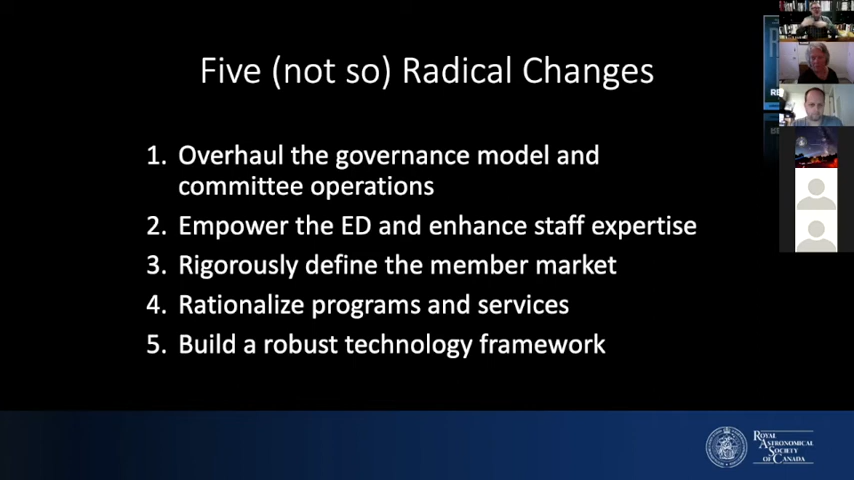 Five (not so) Radical Changes
1. Overhaul the governance model and
committee operations
2. Empower the ED and enhance staff expertise
3. Rigorously define the member market
4. Rationalize programs and services
5. Build a robust technology framework
ROYAL
ASTRONOMICAL
SOCIETY
OF CANADA